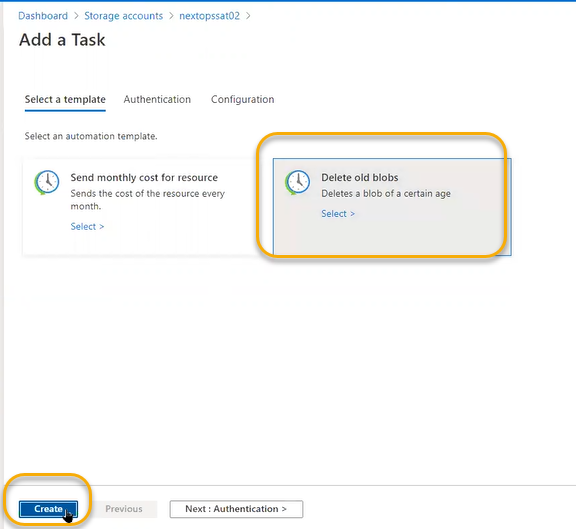 Dashboard > Storage accounts > nextopssat02 >
Add a Task
Select a template Authentication Configuration
Select an automation template.
Send monthly cost for resource
Sends the cost of the resource every
month.
Select >
Delete old blobs
Deletes a blob of a certain age
Select >
Create Previous Next : Authentication >